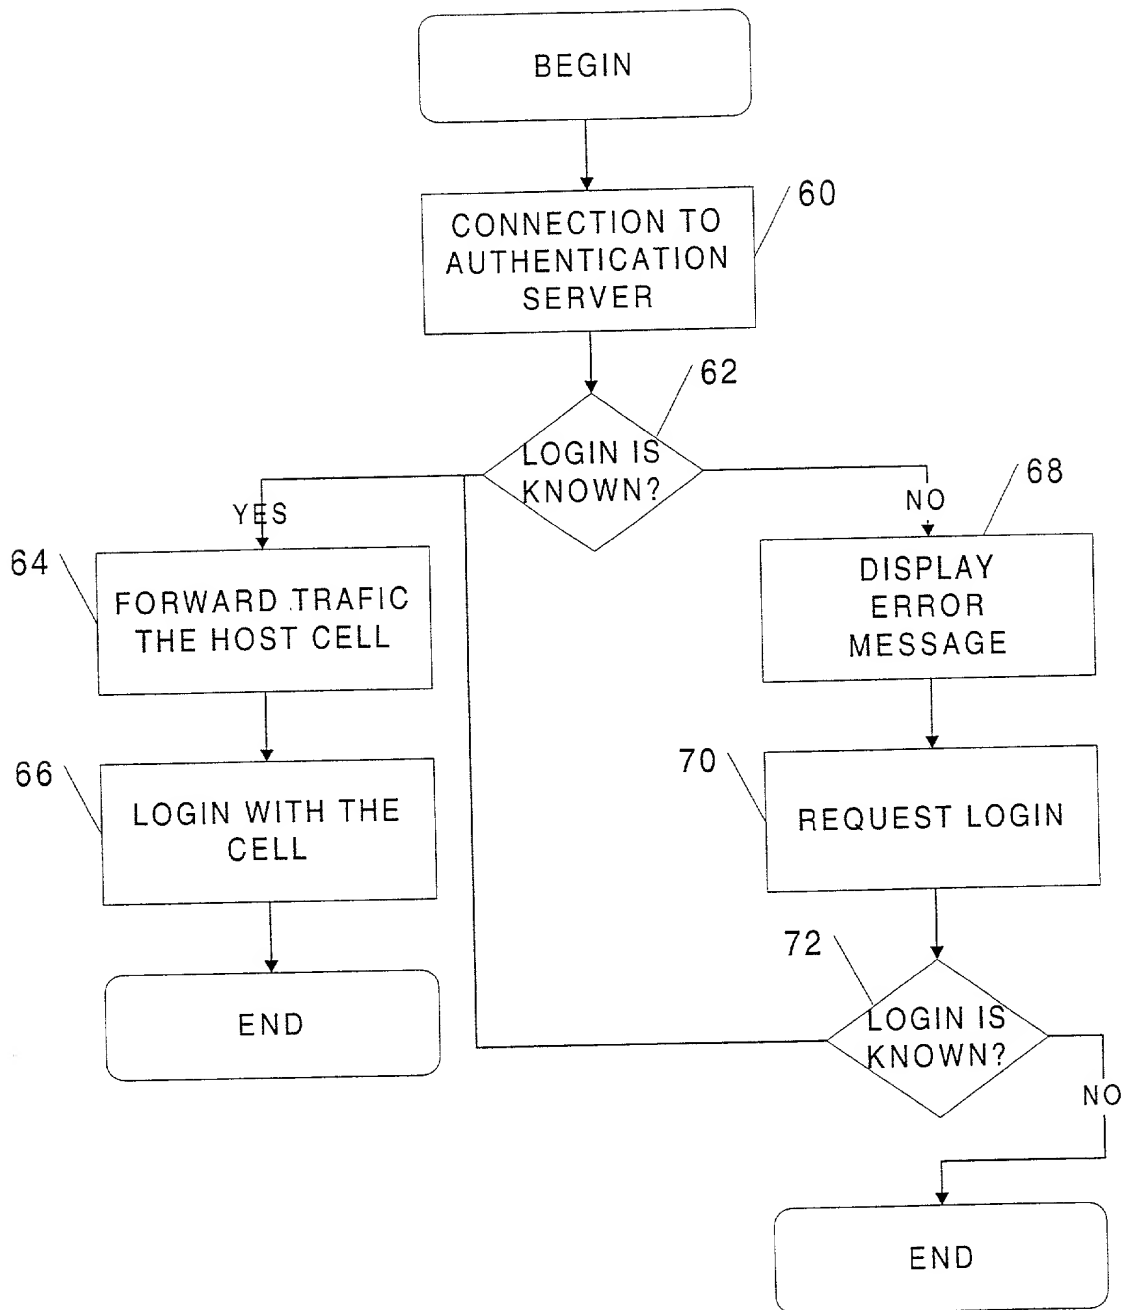 BEGIN
60
CONNECTION TO
AUTHENTICATION
SERVER
62
LOGIN IS
KNOWN?
YES
NO
68
64
FORWARD TRAFIC
THE HOST CELL
DISPLAY
ERROR
MESSAGE
66
LOGIN WITH THE
CELL
70
REQUEST LOGIN
72
LOGIN IS
KNOWN?
END
NO
END